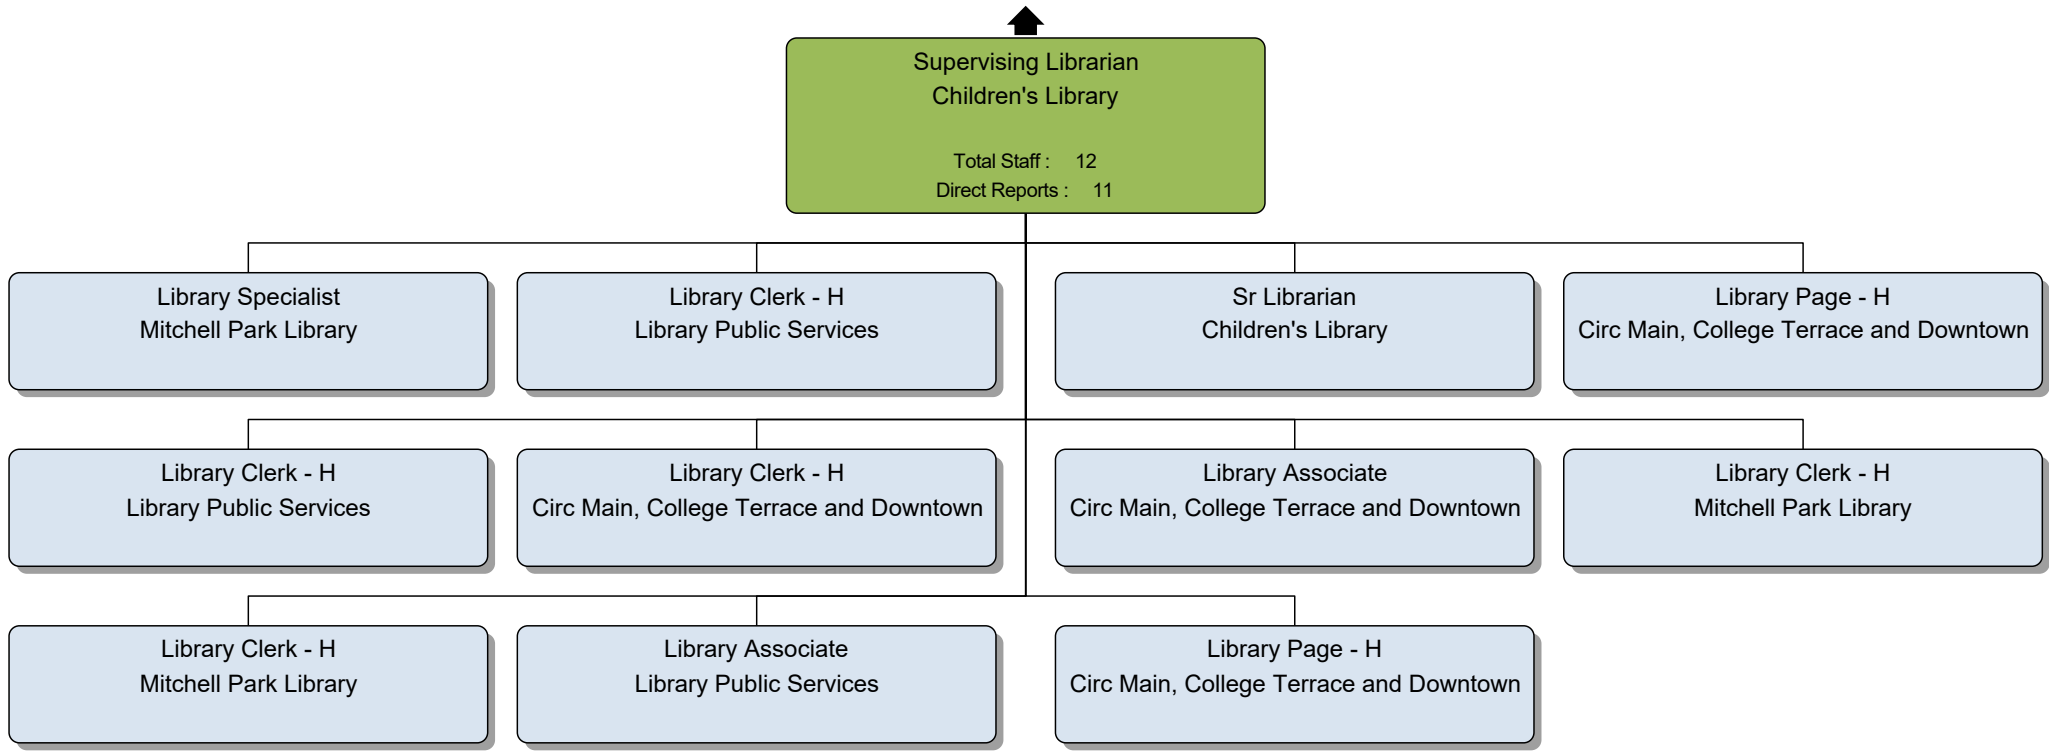 Supervising Librarian
Children's Library
Total Staff : 12
Direct Reports : 11
Library Specialist
Mitchell Park Library
Library Clerk - H
Library Public Services
Sr Librarian
Children's Library
Library Page - H
Circ Main, College Terrace and Downtown
Library Clerk - H
Library Public Services
Library Clerk - H
Circ Main, College Terrace and Downtown
Library Associate
Circ Main, College Terrace and Downtown
Library Clerk - H
Mitchell Park Library
Library Clerk - H
Mitchell Park Library
Library Associate
Library Public Services
Library Page - H
Circ Main, College Terrace and Downtown